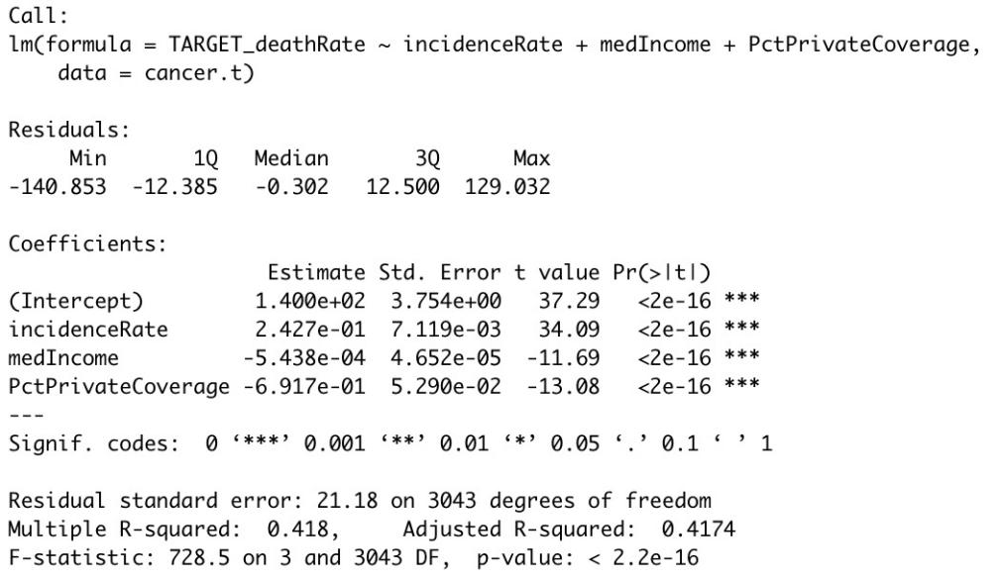 Call:
lm(formula = TARGET_deathRate ~ incidenceRate + medIncome + PctPrivateCoverage,
    data = cancer.t)
Residuals:
     Min       1Q   Median       3Q      Max
-140.853  -12.385   -0.302   12.500  129.032
Coefficients:
                     Estimate Std. Error t value Pr(>|t|)
(Intercept)         1.400e+02  3.754e+00   37.29   <2e-16 ***
incidenceRate       2.427e-01  7.119e-03   34.09   <2e-16 ***
medIncome          -5.438e-04  4.652e-05  -11.69   <2e-16 ***
PctPrivateCoverage -6.917e-01  5.290e-02  -13.08   <2e-16 ***
---
Signif. codes:  0 ‘***’ 0.001 ‘**’ 0.01 ‘*’ 0.05 ‘.’ 0.1 ‘ ’ 1
Residual standard error: 21.18 on 3043 degrees of freedom
Multiple R-squared:  0.418,	Adjusted R-squared:  0.4174
F-statistic: 728.5 on 3 and 3043 DF,  p-value: < 2.2e-16